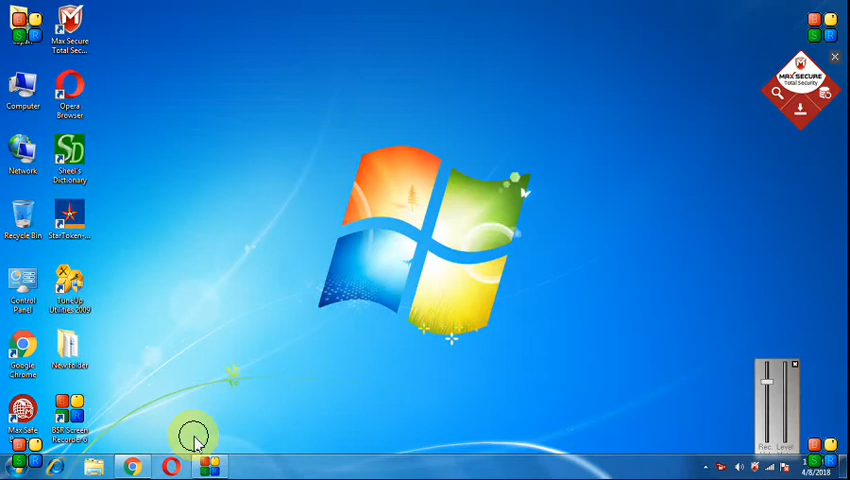 Max Secure
Total Sec...
Computer
Opera
Browser
Network
Sheel's
Dictionary
Recycle Bin
StarToken-...
Control
Panel
TuneUp
Utilities 2009
Google
Chrome
New folder
Max Safe
BSR Screen
Recorder 6
B
S R
B
S R
B
S R
B
S R
MAX SECURE
Total Security
Rec. Level
4/8/2018